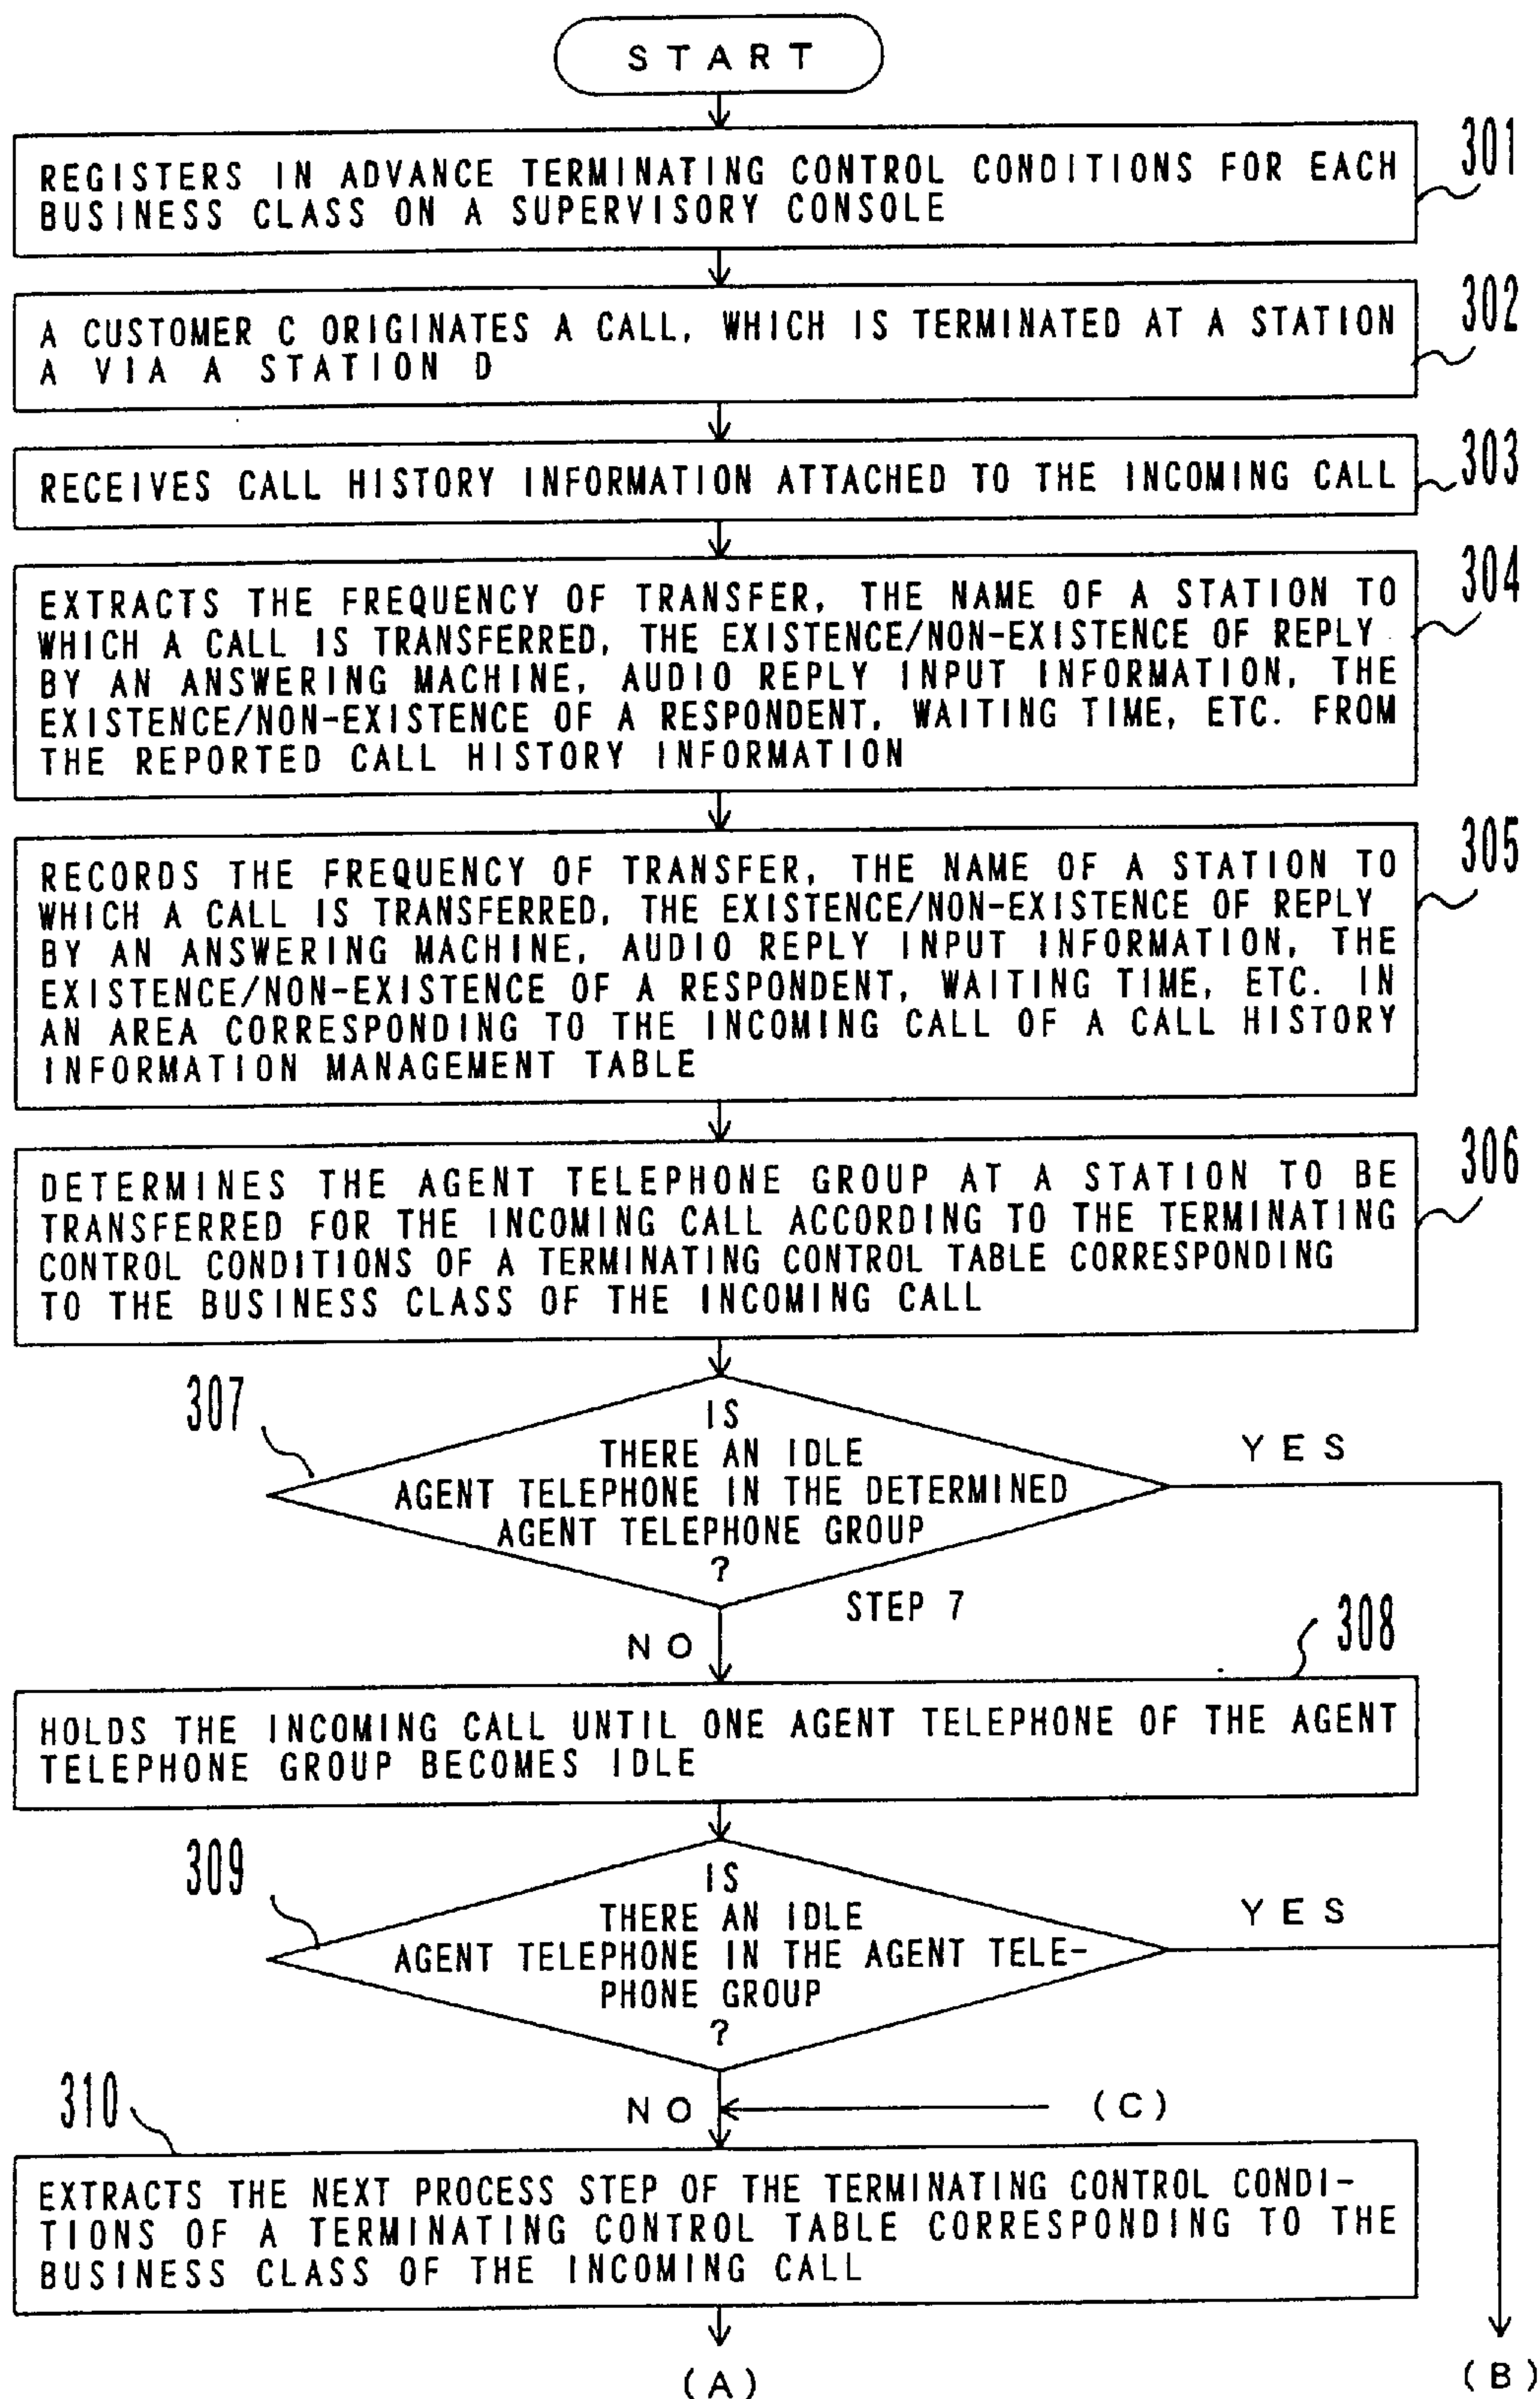 START
301
REGISTERS IN ADVANCE TERMINATING CONTROL CONDITIONS FOR EACH
BUSINESS CLASS ON A SUPERVISORY CONSOLE
302
A CUSTOMER C ORIGINATES A CALL, WHICH IS TERMINATED AT A STATION
A VIA A STATION D
303
RECEIVES CALL HISTORY INFORMATION ATTACHED TO THE INCOMING CALL
304
EXTRACTS THE FREQUENCY OF TRANSFER, THE NAME OF A STATION TO
WHICH A CALL IS TRANSFERRED, THE EXISTENCE/NON-EXISTENCE OF REPLY
BY AN ANSWERING MACHINE, AUDIO REPLY INPUT INFORMATION, THE
EXISTENCE/NON-EXISTENCE OF A RESPONDENT, WAITING TIME, ETC. FROM
THE REPORTED CALL HISTORY INFORMATION
305
RECORDS THE FREQUENCY OF TRANSFER, THE NAME OF A STATION TO
WHICH A CALL IS TRANSFERRED, THE EXISTENCE/NON-EXISTENCE OF REPLY
BY AN ANSWERING MACHINE, AUDIO REPLY INPUT INFORMATION, THE
EXISTENCE/NON-EXISTENCE OF A RESPONDENT, WAITING TIME, ETC. IN
AN AREA CORRESPONDING TO THE INCOMING CALL OF A CALL HISTORY
INFORMATION MANAGEMENT TABLE
306
DETERMINES THE AGENT TELEPHONE GROUP AT A STATION TO BE
TRANSFERRED FOR THE INCOMING CALL ACCORDING TO THE TERMINATING
CONTROL CONDITIONS OF A TERMINATING CONTROL TABLE CORRESPONDING
TO THE BUSINESS CLASS OF THE INCOMING CALL
307
IS
THERE AN IDLE
AGENT TELEPHONE IN THE DETERMINED
AGENT TELEPHONE GROUP
?
YES
STEP 7
NO
308
HOLDS THE INCOMING CALL UNTIL ONE AGENT TELEPHONE OF THE AGENT
TELEPHONE GROUP BECOMES IDLE
309
IS
THERE AN IDLE
AGENT TELEPHONE IN THE AGENT TELE-
PHONE GROUP
?
YES
NO
(C)
310
EXTRACTS THE NEXT PROCESS STEP OF THE TERMINATING CONTROL CONDI-
TIONS OF A TERMINATING CONTROL TABLE CORRESPONDING TO THE
BUSINESS CLASS OF THE INCOMING CALL
(A)
(B)